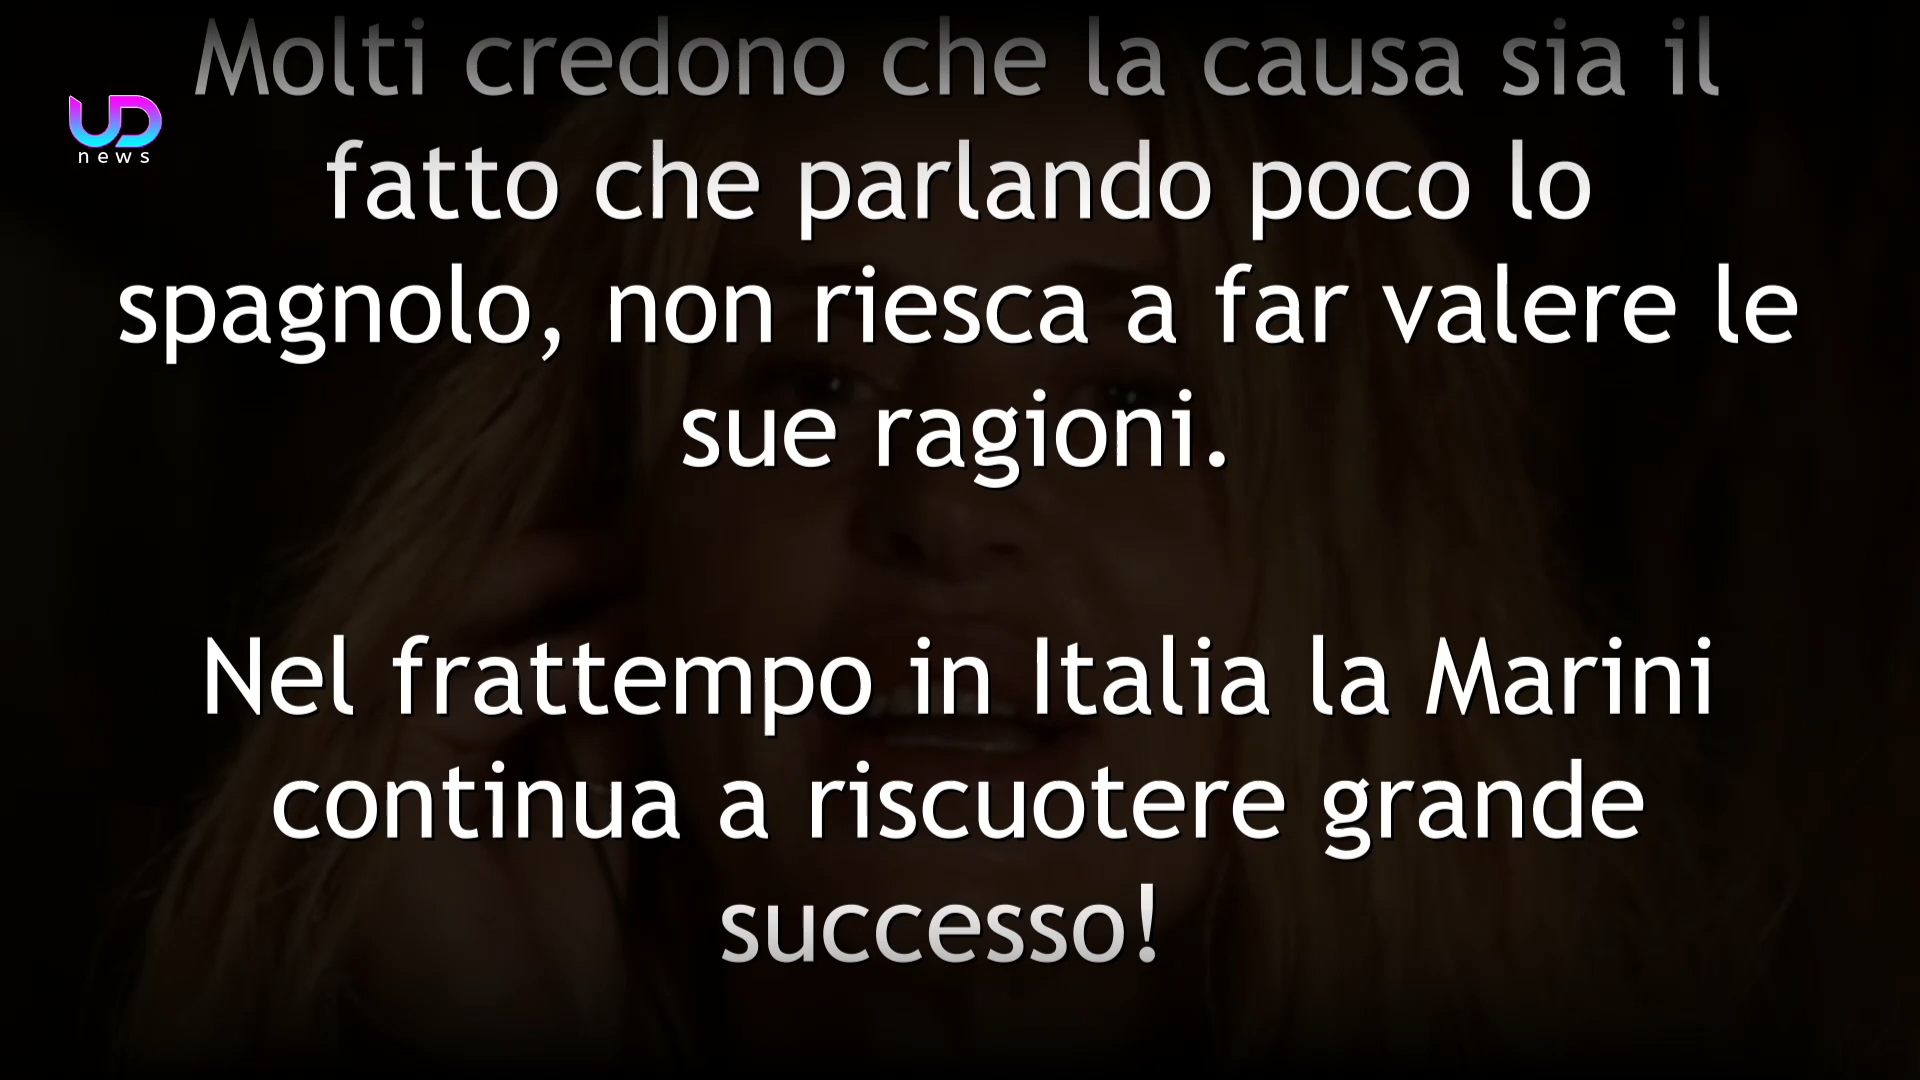 Molti credono che la causa sia il
UD
news
fatto che parlando poco lo
spagnolo, non riesca a far valere le
sue ragioni.
Nel frattempo in Italia la Marini
continua a riscuotere grande
successo!